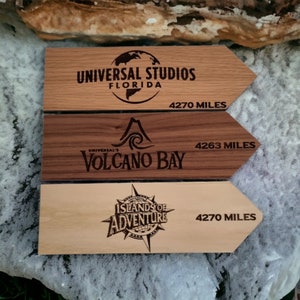 UNIVERSAL STUDIOS
FLORIDA
4270 MILES
UNIVERSAL'S
VOLCANO BAY
4263 MILES
ISLANDS OF
ADVENTURE
4270 MILES